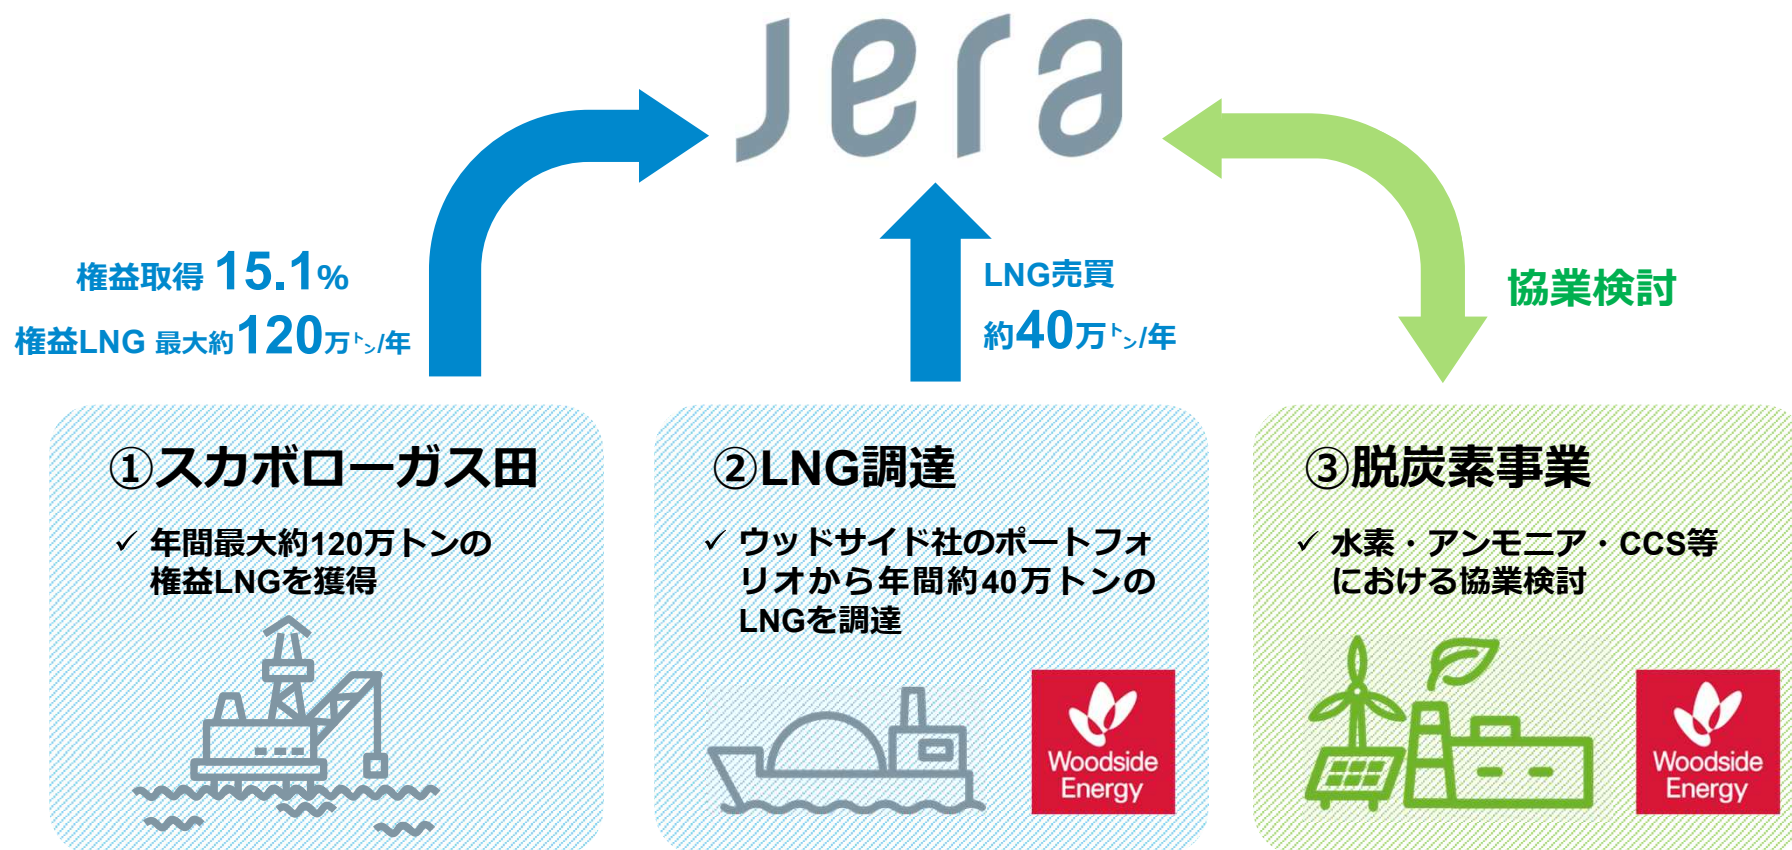 Jera
権益取得 15.1%
権益LNG 最大約120万トン/年
LNG売買
約40万トン/年
協業検討
①スカボローガス田
✓ 年間最大約120万トンの
権益LNGを獲得
②LNG調達
✓ ウッドサイド社のポートフォ
リオから年間約40万トンの
LNGを調達
Woodside
Energy
③脱炭素事業
✓ 水素・アンモニア・CCS等
における協業検討
Woodside
Energy